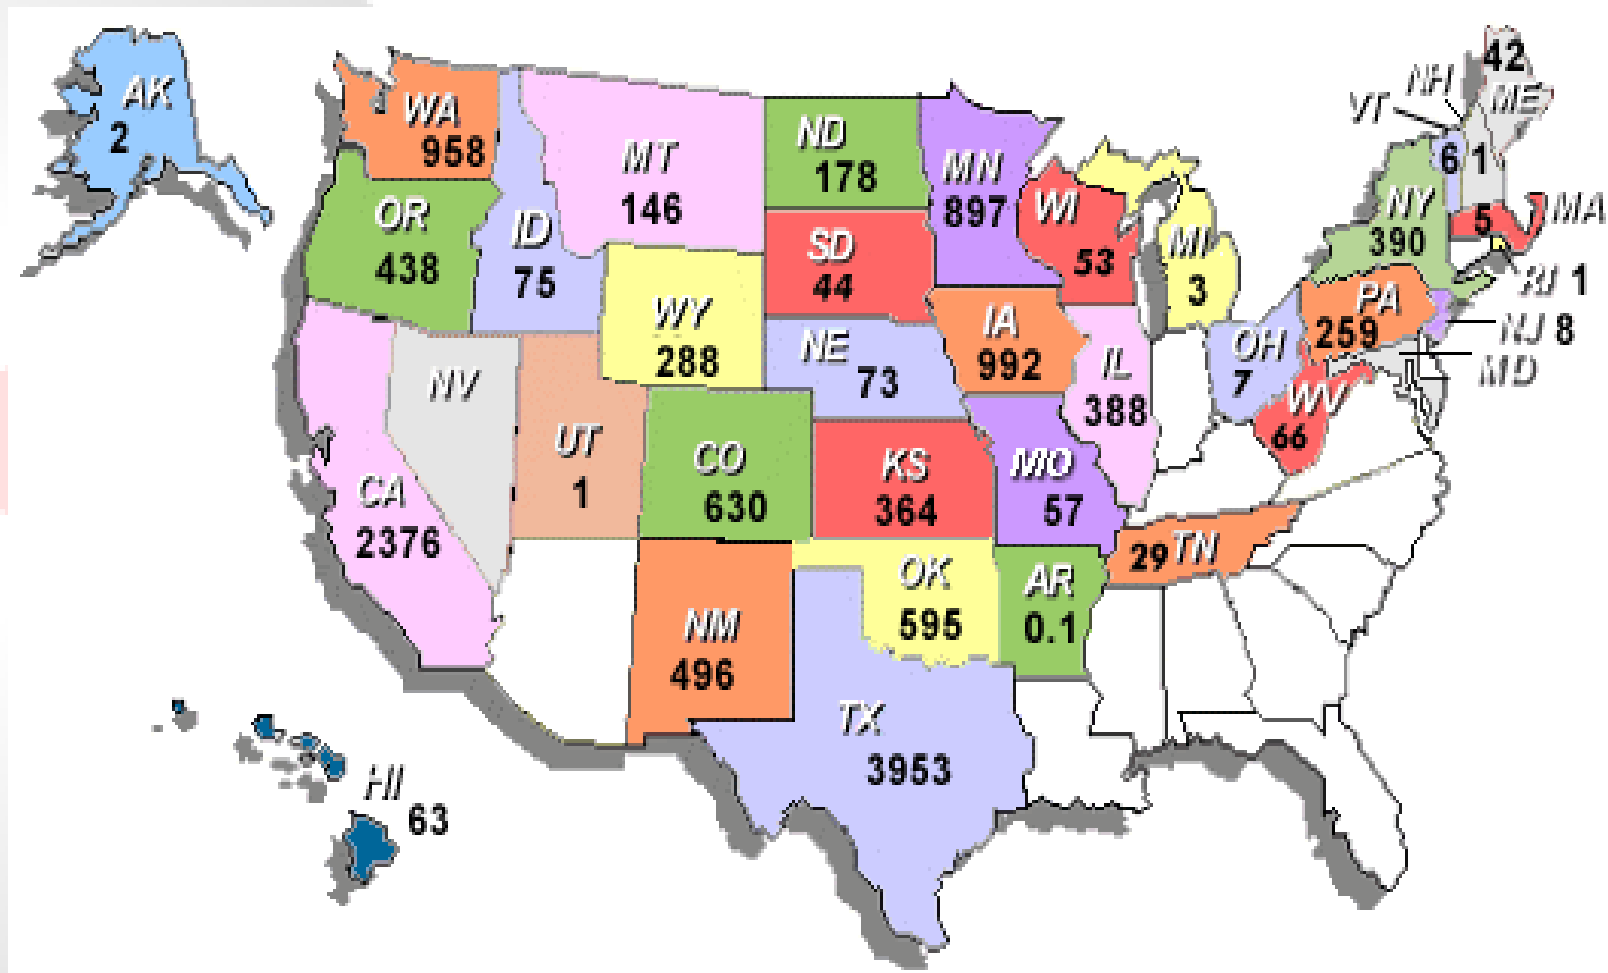 AK
2
WA
958
OR
438
ID
75
MT
146
ND
178
MN
897
WI
53
MI
3
SD
44
WY
288
NE
73
IA
992
IL
388
OH
7
PA
259
NY
390
VT
6
NH
1
42
ME
5
MA
RI 1
NJ 8
MD
WV
66
NV
UT
1
CO
630
KS
364
MO
57
CA
2376
NM
496
OK
595
AR
0.1
29 TN
TX
3953
HI
63